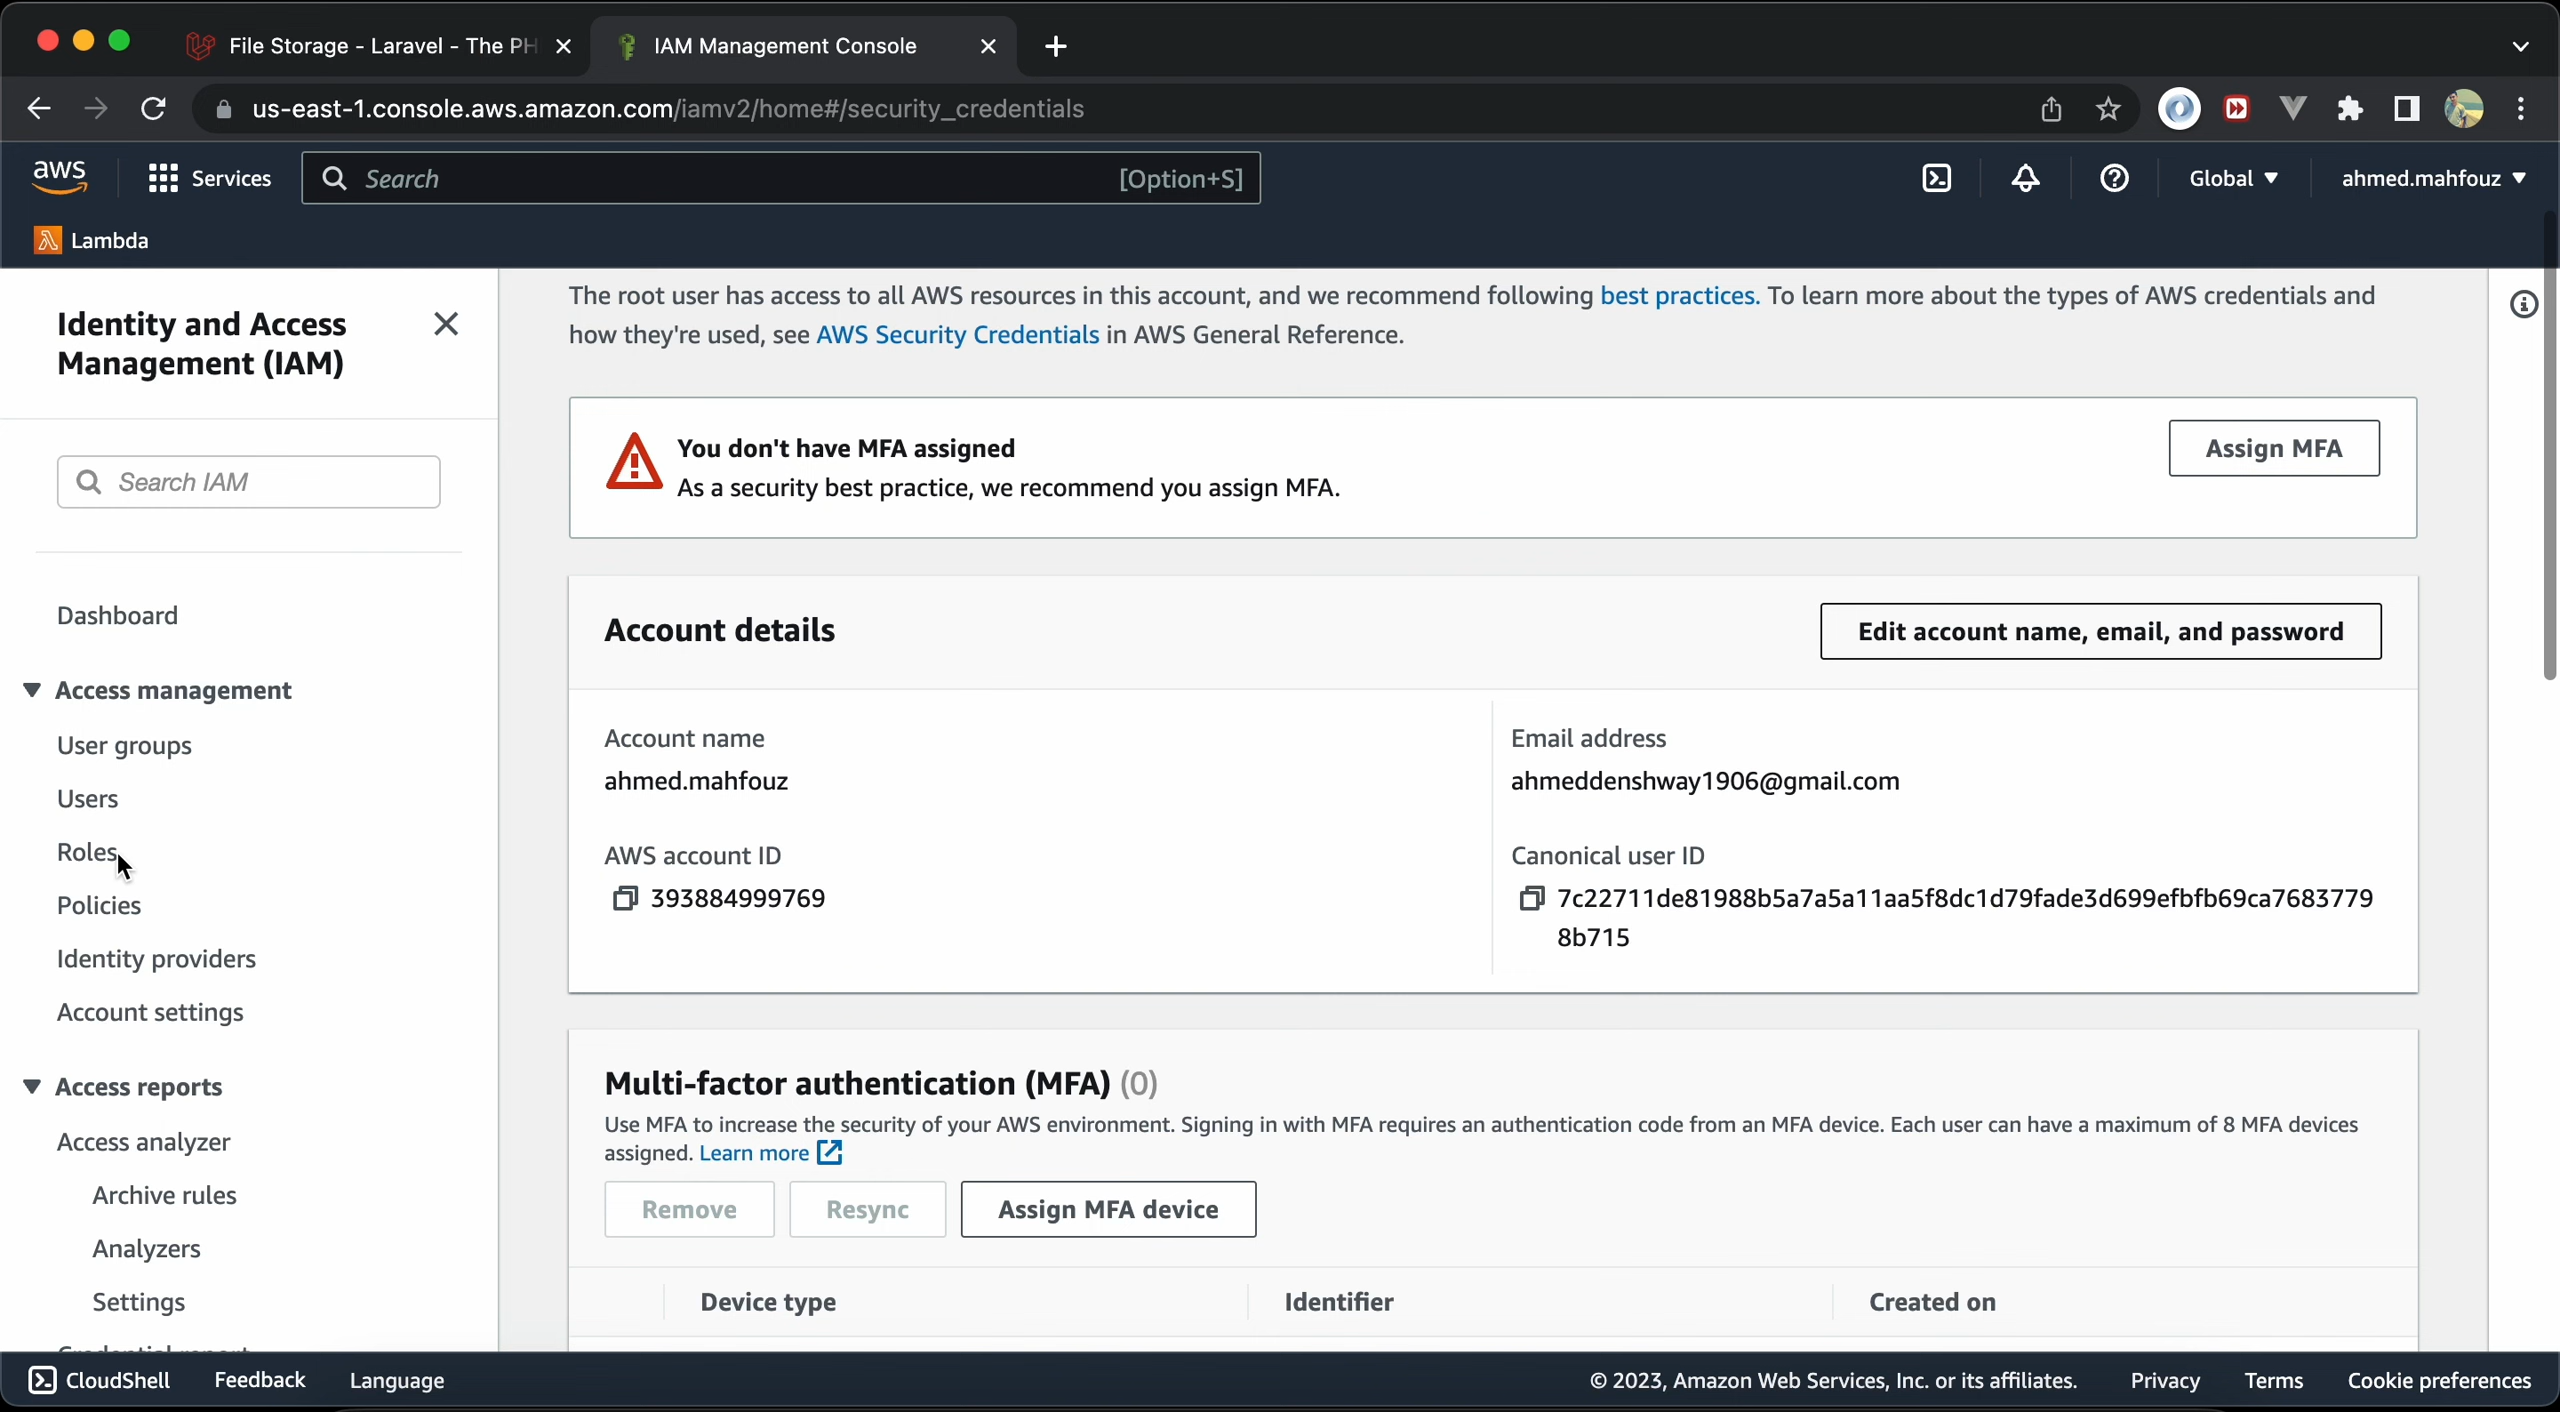 File Storage - Laravel - The PH
IAM Management Console
us-east-1.console.aws.amazon.com/iamv2/home#/security_credentials
aws
Services
Search
[Option+S]
Global
ahmed.mahfouz
Lambda
Identity and Access
Management (IAM)
Search IAM
Dashboard
Access management
User groups
Users
Roles
Policies
Identity providers
Account settings
Access reports
Access analyzer
Archive rules
Analyzers
Settings
Credential report
The root user has access to all AWS resources in this account, and we recommend following best practices. To learn more about the types of AWS credentials and
how they're used, see AWS Security Credentials in AWS General Reference.
You don't have MFA assigned
As a security best practice, we recommend you assign MFA.
Assign MFA
Account details
Edit account name, email, and password
Account name
ahmed.mahfouz
Email address
ahmeddenshway1906@gmail.com
AWS account ID
393884999769
Canonical user ID
7c22711de81988b5a7a5a11aa5f8dc1d79fade3d699efbfb69ca7683779
8b715
Multi-factor authentication (MFA) (0)
Use MFA to increase the security of your AWS environment. Signing in with MFA requires an authentication code from an MFA device. Each user can have a maximum of 8 MFA devices
assigned. Learn more
Remove
Resync
Assign MFA device
Device type
Identifier
Created on
CloudShell
Feedback
Language
© 2023, Amazon Web Services, Inc. or its affiliates.
Privacy
Terms
Cookie preferences